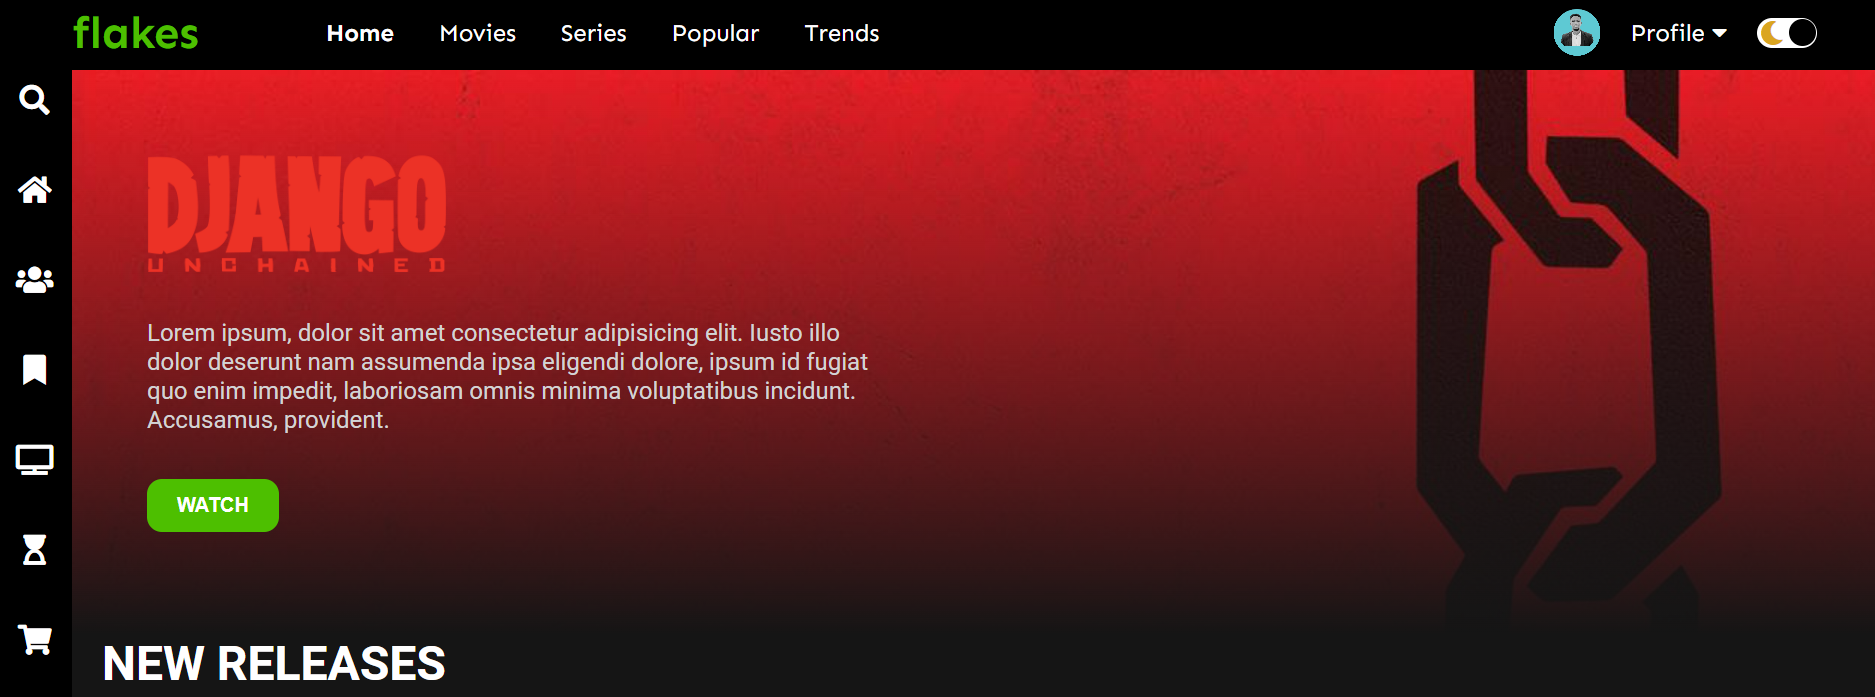 flakes
Home Movies Series Popular Trends
Profile
DJANGO
UNCHAINED
Lorem ipsum, dolor sit amet consectetur adipisicing elit. Iusto illo
dolor deserunt nam assumenda ipsa eligendi dolore, ipsum id fugiat
quo enim impedit, laboriosam omnis minima voluptatibus incidunt.
Accusamus, provident.
WATCH
NEW RELEASES